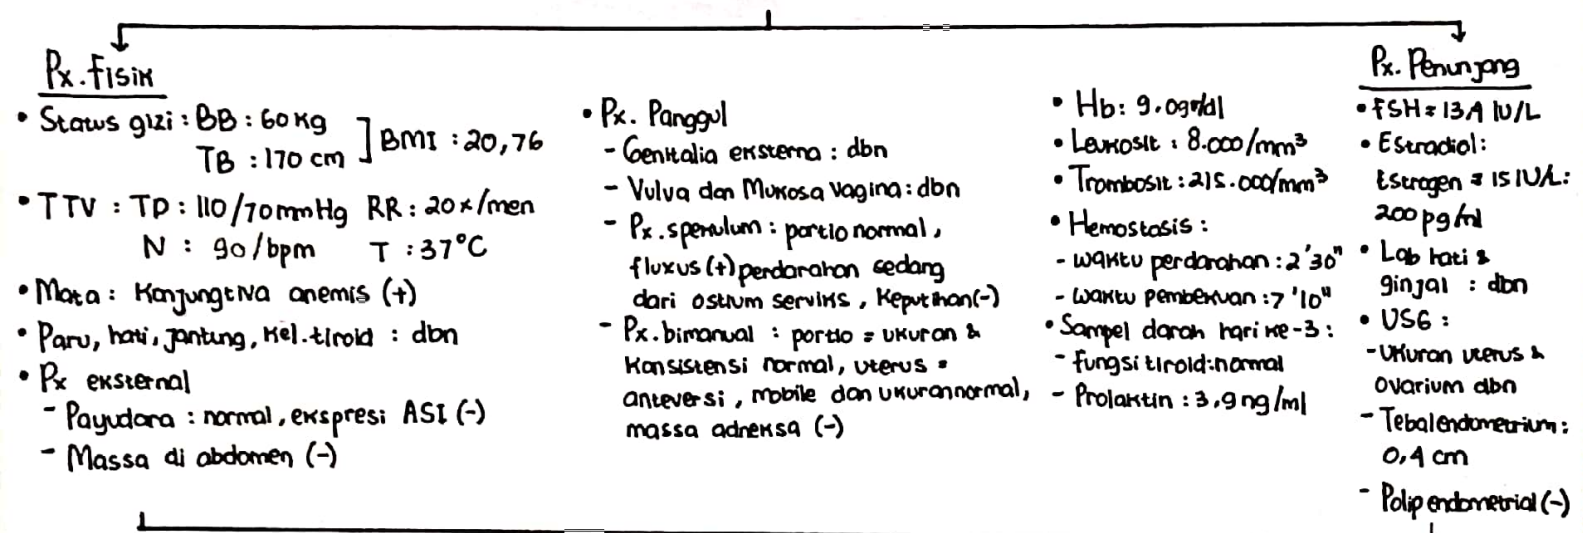 Px. Fisik
• Status gizi : BB : 60 kg
TB : 170 cm ] BMI : 20,76
• TTV : TD : 110/70 mmHg RR : 20x/men
N : 90/bpm T : 37°C
• Mata : Konjungtiva anemis (+)
• Paru, hati, jantung, kel. tiroid : dbn
• Px eksternal
- Payudara : normal, ekspresi ASI (-)
- Massa di abdomen (-)
• Px. Panggul
- Genitalia eksterna : dbn
- Vulva dan Mukosa Vagina : dbn
- Px. spekulum : portio normal,
fluxus (+) perdarahan sedang
dari ostium serviks, keputihan (-)
- Px. bimanual : portio = ukuran &
konsistensi normal, uterus =
anteversi, mobile dan ukuran normal,
massa adneksa (-)
• Hb : 9.0 gr/dl
• Leukosit : 8.000/mm³
• Trombosit : 215.000/mm³
• Hemostasis :
- waktu perdarahan : 2'30"
- waktu pembekuan : 7'10"
• Sampel darah hari ke-3 :
- fungsi tiroid : normal
- Prolaktin : 3,9 ng/ml
Px. Penunjang
• FSH = 13,4 IU/L
• Estradiol :
Estrogen = 15 IU/L :
200 pg/ml
• Lab hati &
ginjal : dbn
• USG :
- Ukuran uterus &
ovarium dbn
- Tebal endometrium :
0,4 cm
- Polip endometrial (-)